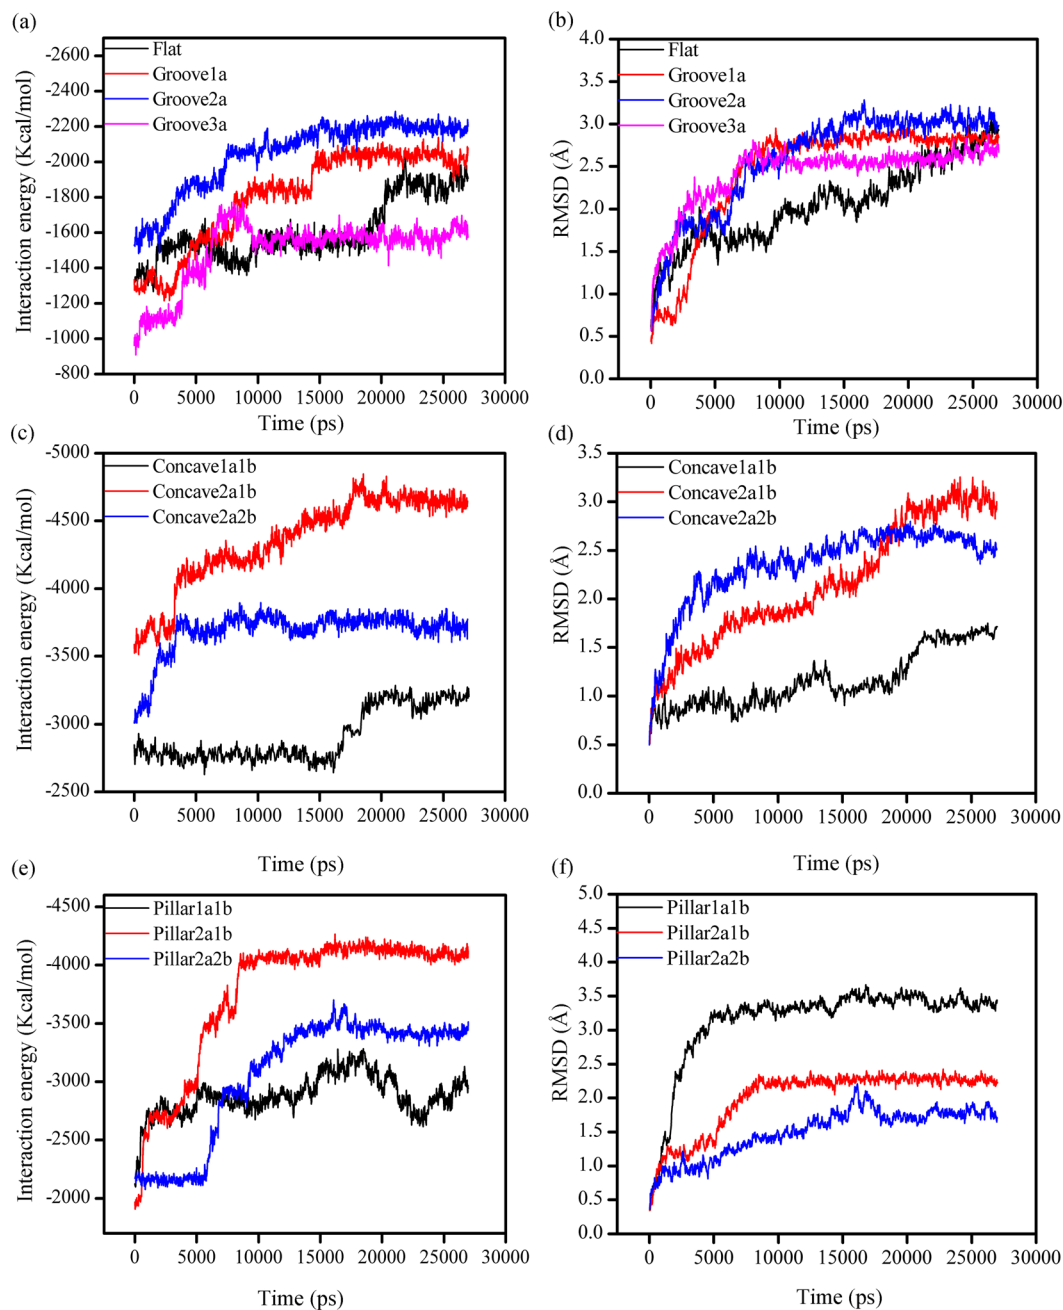 (a)
Interaction energy (Kcal/mol)
-2600
-2400
-2200
-2000
-1800
-1600
-1400
-1200
-1000
-800
Flat
Groove1a
Groove2a
Groove3a
0 5000 10000 15000 20000 25000 30000
Time (ps)
(b)
RMSD (Å)
4.0
3.5
3.0
2.5
2.0
1.5
1.0
0.5
0.0
Flat
Groove1a
Groove2a
Groove3a
0 5000 10000 15000 20000 25000 30000
Time (ps)
(c)
Interaction energy (Kcal/mol)
-5000
-4500
-4000
-3500
-3000
-2500
Concave1a1b
Concave2a1b
Concave2a2b
0 5000 10000 15000 20000 25000 30000
Time (ps)
(d)
RMSD (Å)
3.5
3.0
2.5
2.0
1.5
1.0
0.5
0.0
Concave1a1b
Concave2a1b
Concave2a2b
0 5000 10000 15000 20000 25000 30000
Time (ps)
(e)
Interaction energy (Kcal/mol)
-4500
-4000
-3500
-3000
-2500
-2000
Pillar1a1b
Pillar2a1b
Pillar2a2b
0 5000 10000 15000 20000 25000 30000
Time (ps)
(f)
RMSD (Å)
5.0
4.5
4.0
3.5
3.0
2.5
2.0
1.5
1.0
0.5
0.0
Pillar1a1b
Pillar2a1b
Pillar2a2b
0 5000 10000 15000 20000 25000 30000
Time (ps)